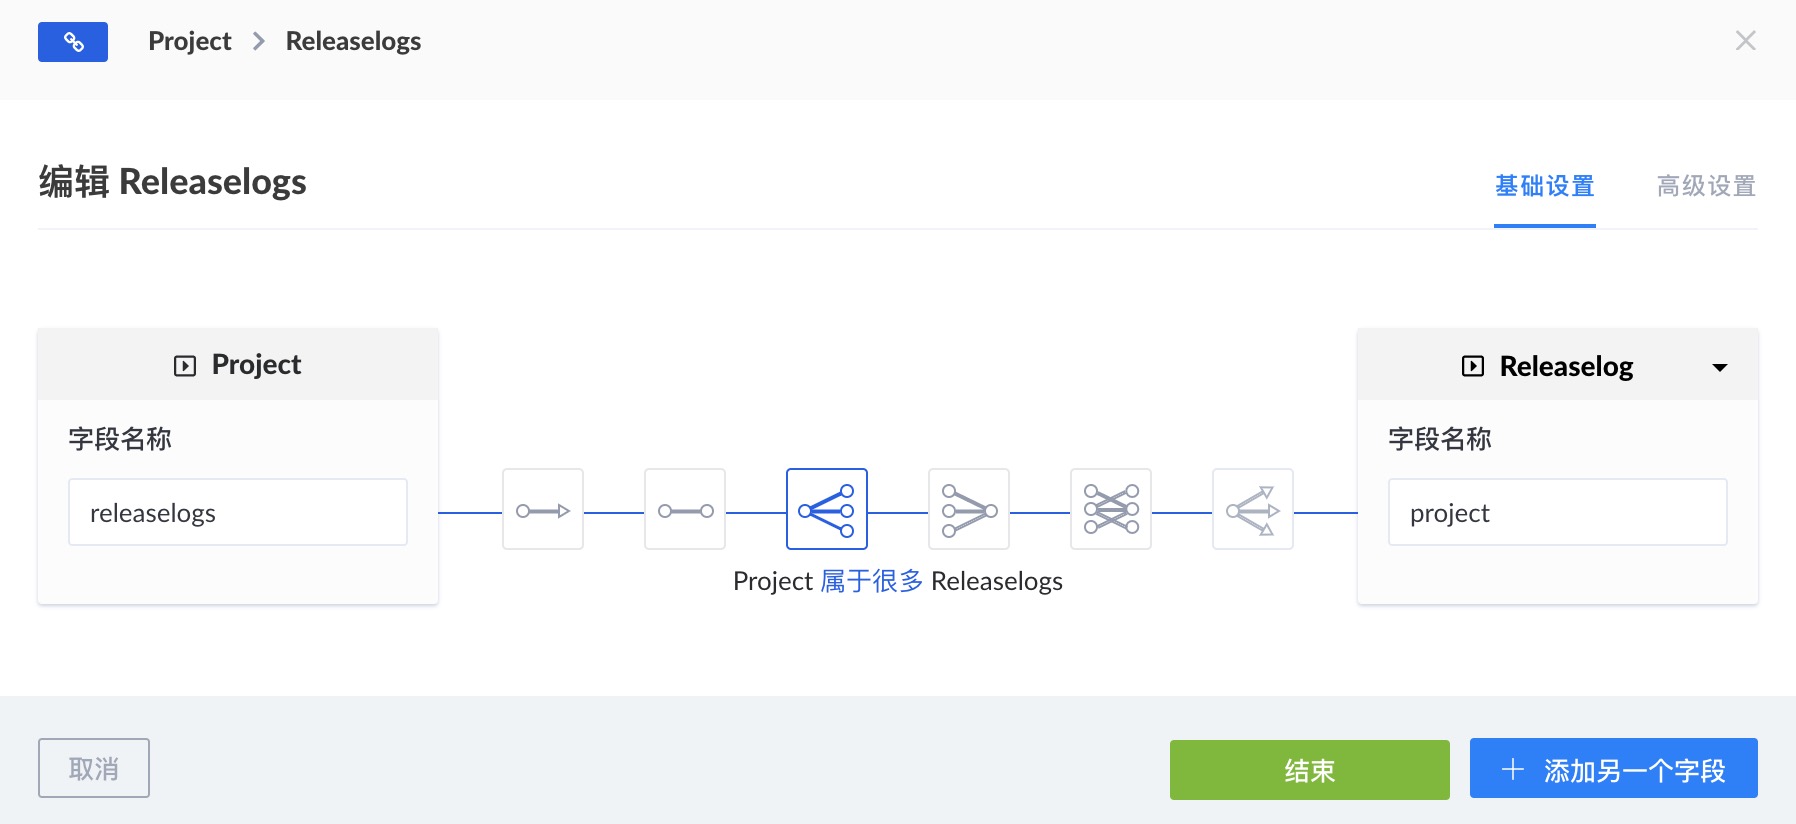 Project > Releaselogs
编辑 Releaselogs
基础设置 高级设置
Project
字段名称
releaselogs
Project 属于很多 Releaselogs
Releaselog
字段名称
project
取消
结束
添加另一个字段